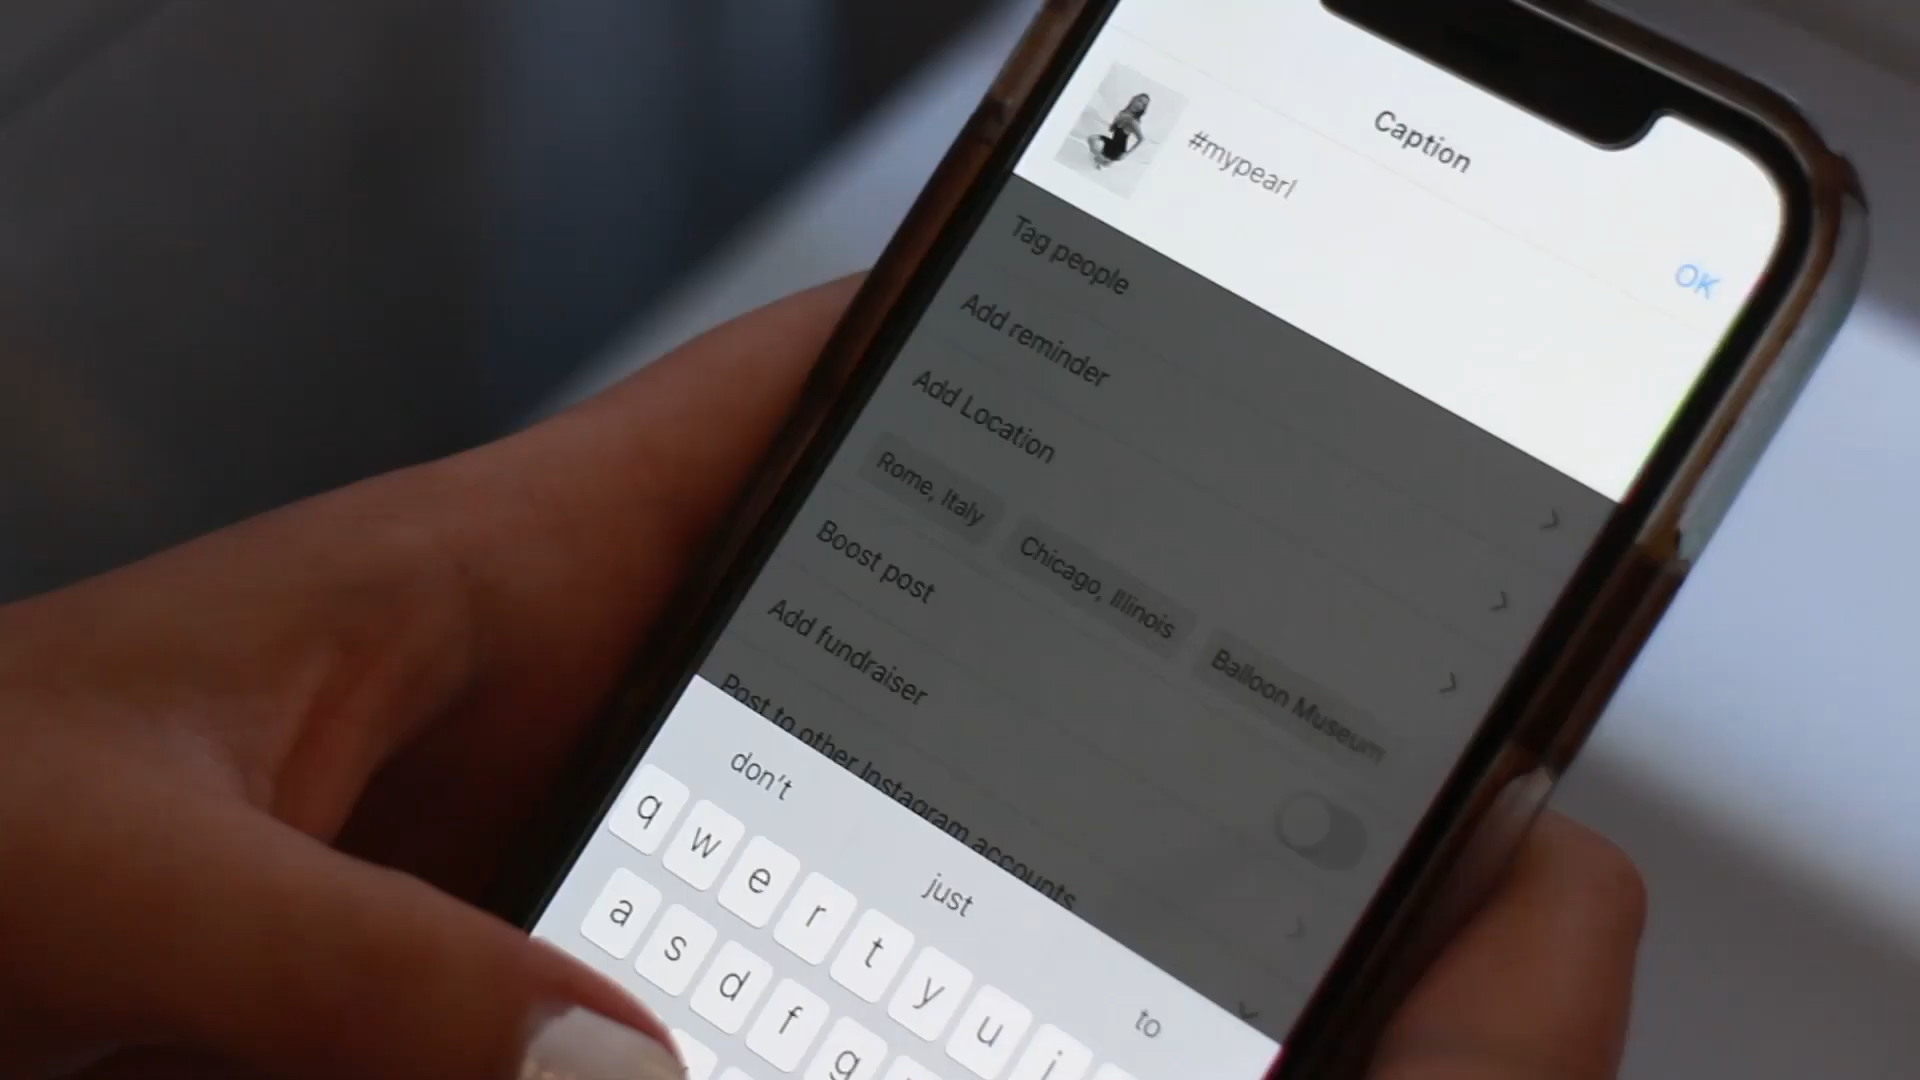 Caption
#mypearl
OK
Tag people
Add reminder
Add Location
Rome, Italy
Chicago, Illinois
Balloon Museum
Boost post
Add fundraiser
Post to other Instagram accounts
don't
just
to
q w e r t y u i
a s d f g